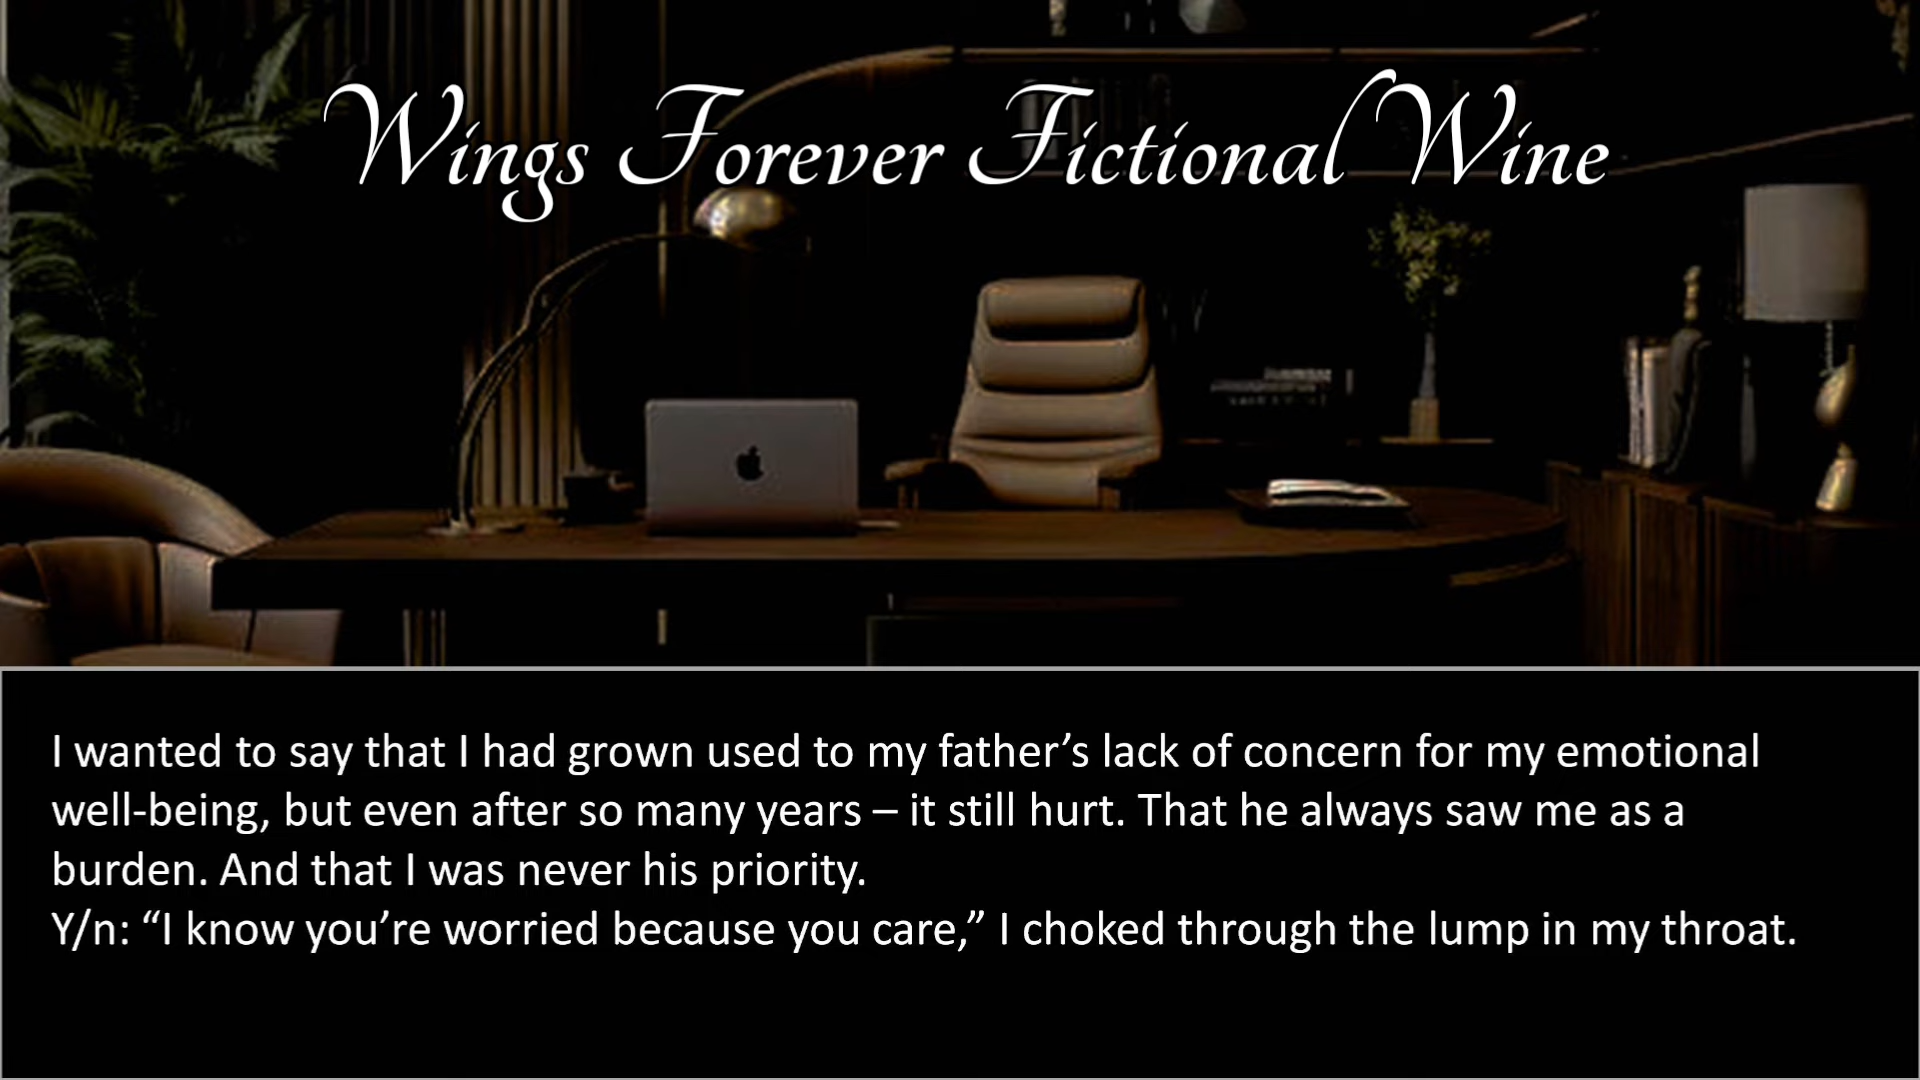 Wings Forever Fictional Wine
I wanted to say that I had grown used to my father’s lack of concern for my emotional
well-being, but even after so many years – it still hurt. That he always saw me as a
burden. And that I was never his priority.
Y/n: “I know you’re worried because you care,” I choked through the lump in my throat.